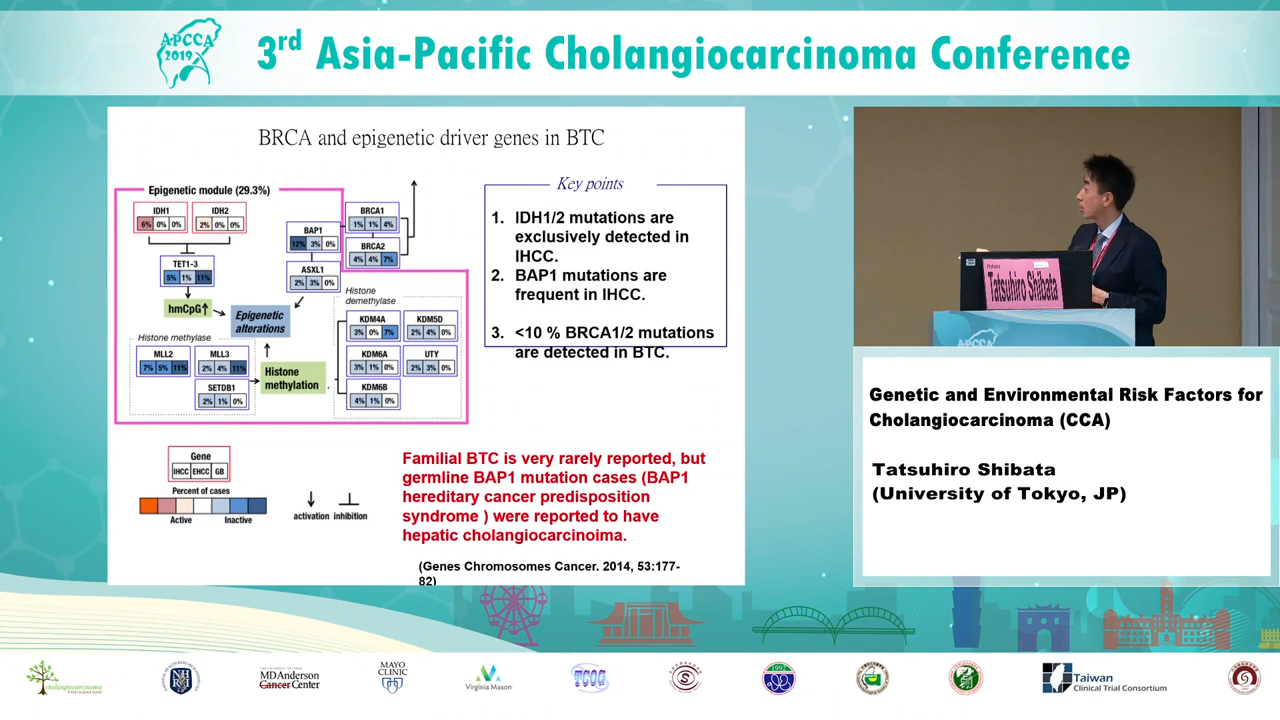 APCCA
2019
3rd Asia-Pacific Cholangiocarcinoma Conference
BRCA and epigenetic driver genes in BTC
Epigenetic module (29.3%)
IDH1
6% 0% 0%
IDH2
2% 0% 0%
BAP1
12% 3% 0%
BRCA1
1% 1% 4%
BRCA2
4% 4% 7%
TET1-3
5% 1% 11%
ASXL1
2% 3% 0%
hmCpG↑
Epigenetic
alterations
Histone
demethylase
KDM4A
3% 0% 7%
KDM5D
2% 4% 0%
Histone methylase
MLL2
7% 5% 11%
MLL3
2% 4% 11%
KDM6A
3% 1% 0%
UTY
2% 3% 0%
SETDB1
2% 1% 0%
Histone
methylation
KDM6B
4% 1% 0%
Key points
1. IDH1/2 mutations are
exclusively detected in
IHCC.
2. BAP1 mutations are
frequent in IHCC.
3. <10 % BRCA1/2 mutations
are detected in BTC.
Gene
IHCC EHCC GB
Percent of cases
Active Inactive
activation inhibition
Familial BTC is very rarely reported, but
germline BAP1 mutation cases (BAP1
hereditary cancer predisposition
syndrome ) were reported to have
hepatic cholangiocarcinoima.
(Genes Chromosomes Cancer. 2014, 53:177-
82)
Tatsuhiro Shibata
APCCA
Genetic and Environmental Risk Factors for
Cholangiocarcinoma (CCA)
Tatsuhiro Shibata
(University of Tokyo, JP)
cholangiocarcinoma
FOUNDATION
NHRI
MDAnderson
Cancer Center
MAYO
CLINIC
Virginia Mason
TCOG
Taiwan
Clinical Trial Consortium